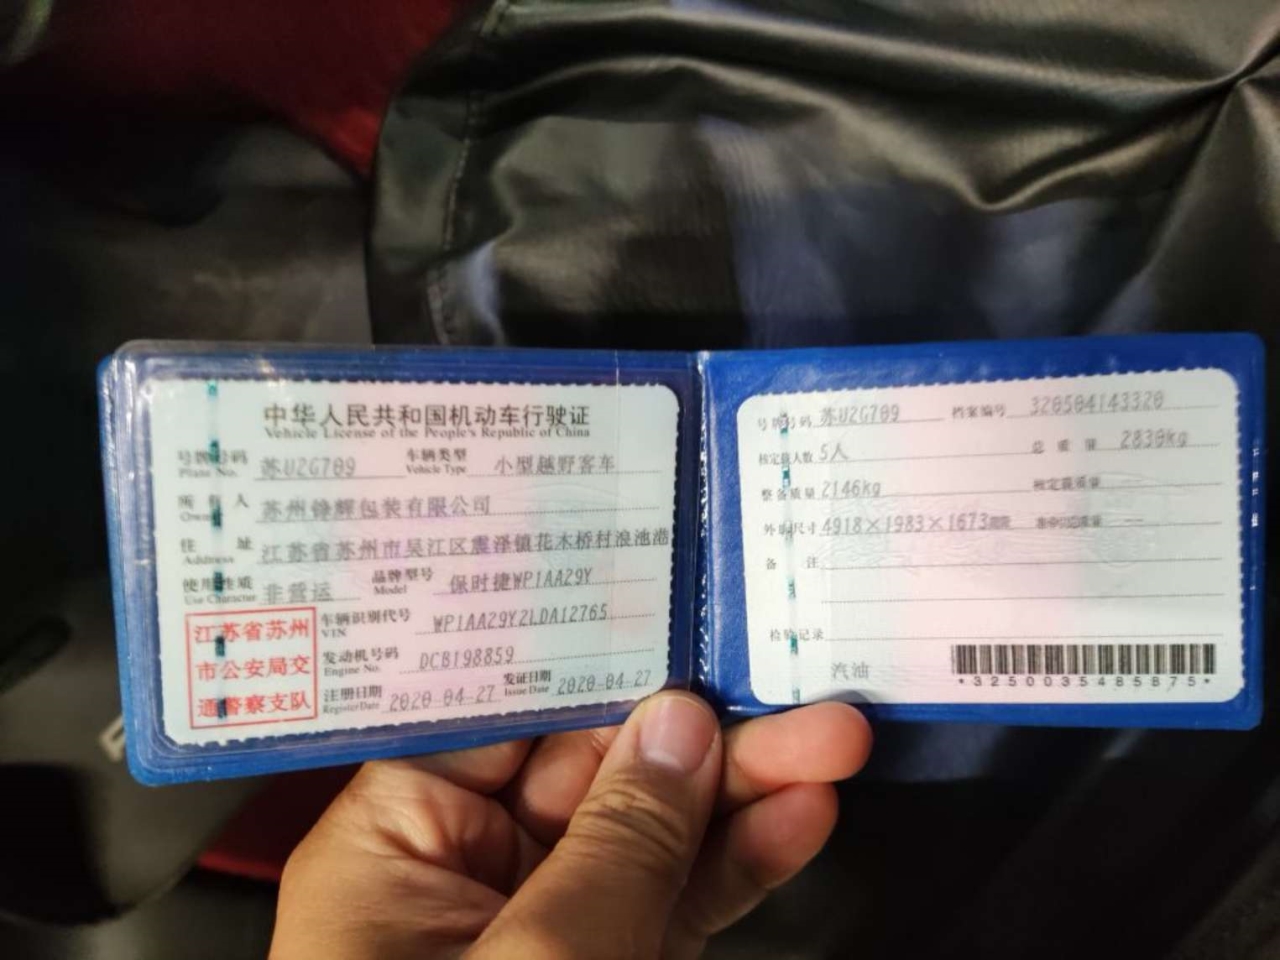 中华人民共和国机动车行驶证
Vehicle License of the People's Republic of China
号牌号码 Plate No. 苏U2G709 车辆类型 Vehicle Type 小型越野客车
所有人 Owner 苏州锋辉包装有限公司
住址 Address 江苏省苏州市吴江区震泽镇花木桥村浪池港
使用性质 Use Character 非营运 品牌型号 Model 保时捷WP1AA29Y
车辆识别代号 VIN WP1AA29Y2LDA12765
发动机号码 Engine No. DCB198859
注册日期 Register Date 2020-04-27 发证日期 Issue Date 2020-04-27
江苏省苏州
市公安局交
通警察支队
号牌号码 苏U2G709 档案编号 320504143320
核定载人数 5人 总质量 2830kg
整备质量 2146kg 核定载质量 --
外廓尺寸 4918×1983×1673mm 准牵引总质量 --
备注
检验记录
汽油
*3250035485875*